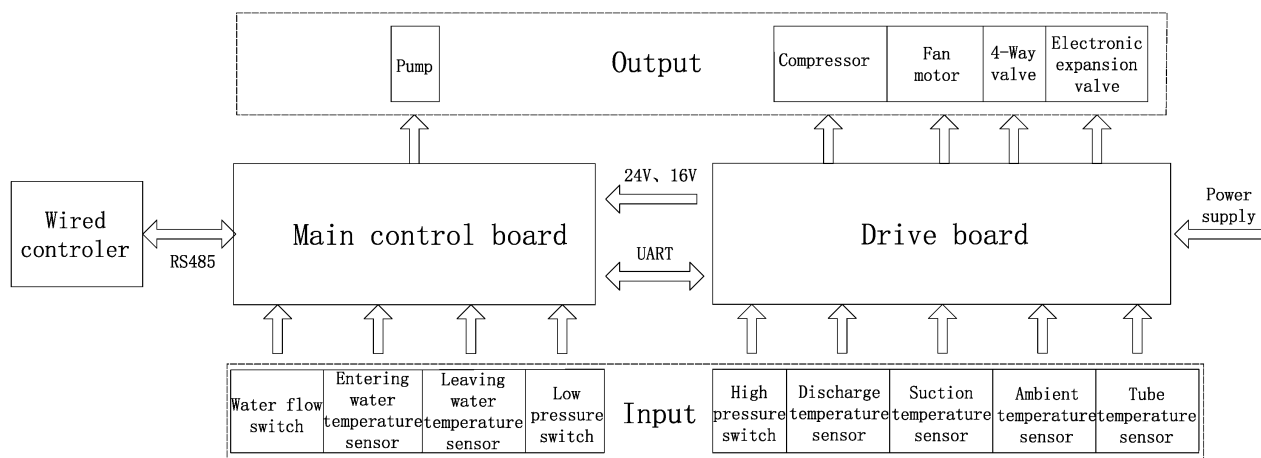 Pump
Output
Compressor
Fan
motor
4-Way
valve
Electronic
expansion
valve
Wired
controler
RS485
Main control board
24V、16V
UART
Drive board
Power
supply
Water flow
switch
Entering
water
temperature
sensor
Leaving
water
temperature
sensor
Low
pressure
switch
Input
High
pressure
switch
Discharge
temperature
sensor
Suction
temperature
sensor
Ambient
temperature
sensor
Tube
temperature
sensor